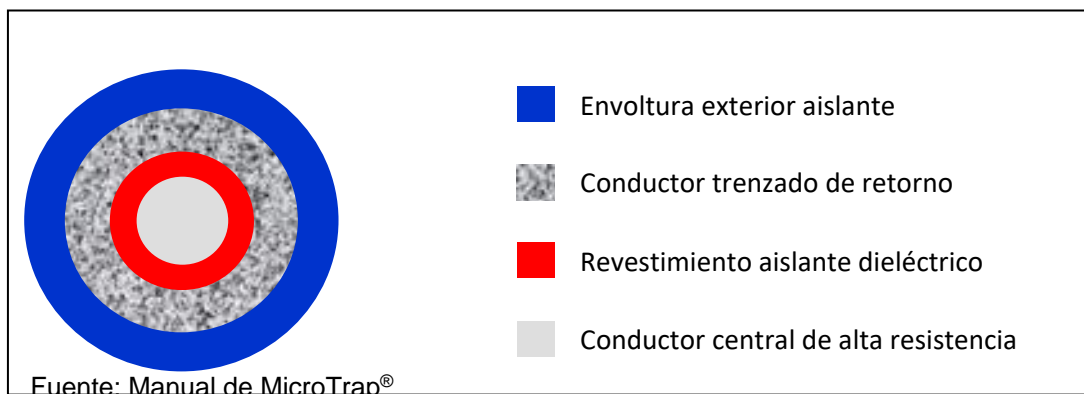 Envoltura exterior aislante
Conductor trenzado de retorno
Revestimiento aislante dieléctrico
Conductor central de alta resistencia
Fuente: Manual de MicroTrap®